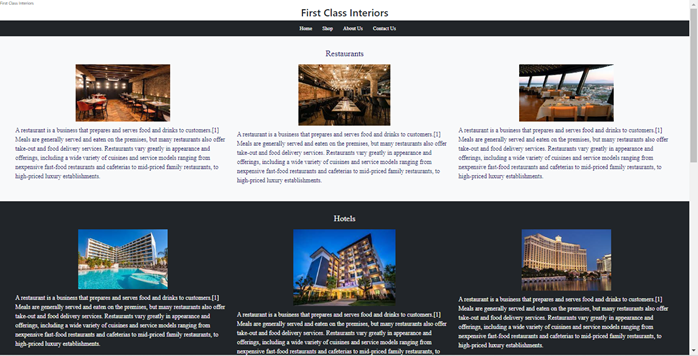 First Class Interiors
First Class Interiors
Home Shop About Us Contact Us
Restaurants
A restaurant is a business that prepares and serves food and drinks to customers.[1]
Meals are generally served and eaten on the premises, but many restaurants also offer
take-out and food delivery services. Restaurants vary greatly in appearance and
offerings, including a wide variety of cuisines and service models ranging from
nexpensive fast-food restaurants and cafeterias to mid-priced family restaurants, to
high-priced luxury establishments.
A restaurant is a business that prepares and serves food and drinks to customers.[1]
Meals are generally served and eaten on the premises, but many restaurants also offer
take-out and food delivery services. Restaurants vary greatly in appearance and
offerings, including a wide variety of cuisines and service models ranging from
nexpensive fast-food restaurants and cafeterias to mid-priced family restaurants, to
high-priced luxury establishments.
A restaurant is a business that prepares and serves food and drinks to customers.[1]
Meals are generally served and eaten on the premises, but many restaurants also offer
take-out and food delivery services. Restaurants vary greatly in appearance and
offerings, including a wide variety of cuisines and service models ranging from
nexpensive fast-food restaurants and cafeterias to mid-priced family restaurants, to
high-priced luxury establishments.
Hotels
A restaurant is a business that prepares and serves food and drinks to customers.[1]
Meals are generally served and eaten on the premises, but many restaurants also offer
take-out and food delivery services. Restaurants vary greatly in appearance and
offerings, including a wide variety of cuisines and service models ranging from
nexpensive fast-food restaurants and cafeterias to mid-priced family restaurants, to
high-priced luxury establishments.
A restaurant is a business that prepares and serves food and drinks to customers.[1]
Meals are generally served and eaten on the premises, but many restaurants also offer
take-out and food delivery services. Restaurants vary greatly in appearance and
offerings, including a wide variety of cuisines and service models ranging from
nexpensive fast-food restaurants and cafeterias to mid-priced family restaurants, to
A restaurant is a business that prepares and serves food and drinks to customers.[1]
Meals are generally served and eaten on the premises, but many restaurants also offer
take-out and food delivery services. Restaurants vary greatly in appearance and
offerings, including a wide variety of cuisines and service models ranging from
nexpensive fast-food restaurants and cafeterias to mid-priced family restaurants, to
high-priced luxury establishments.